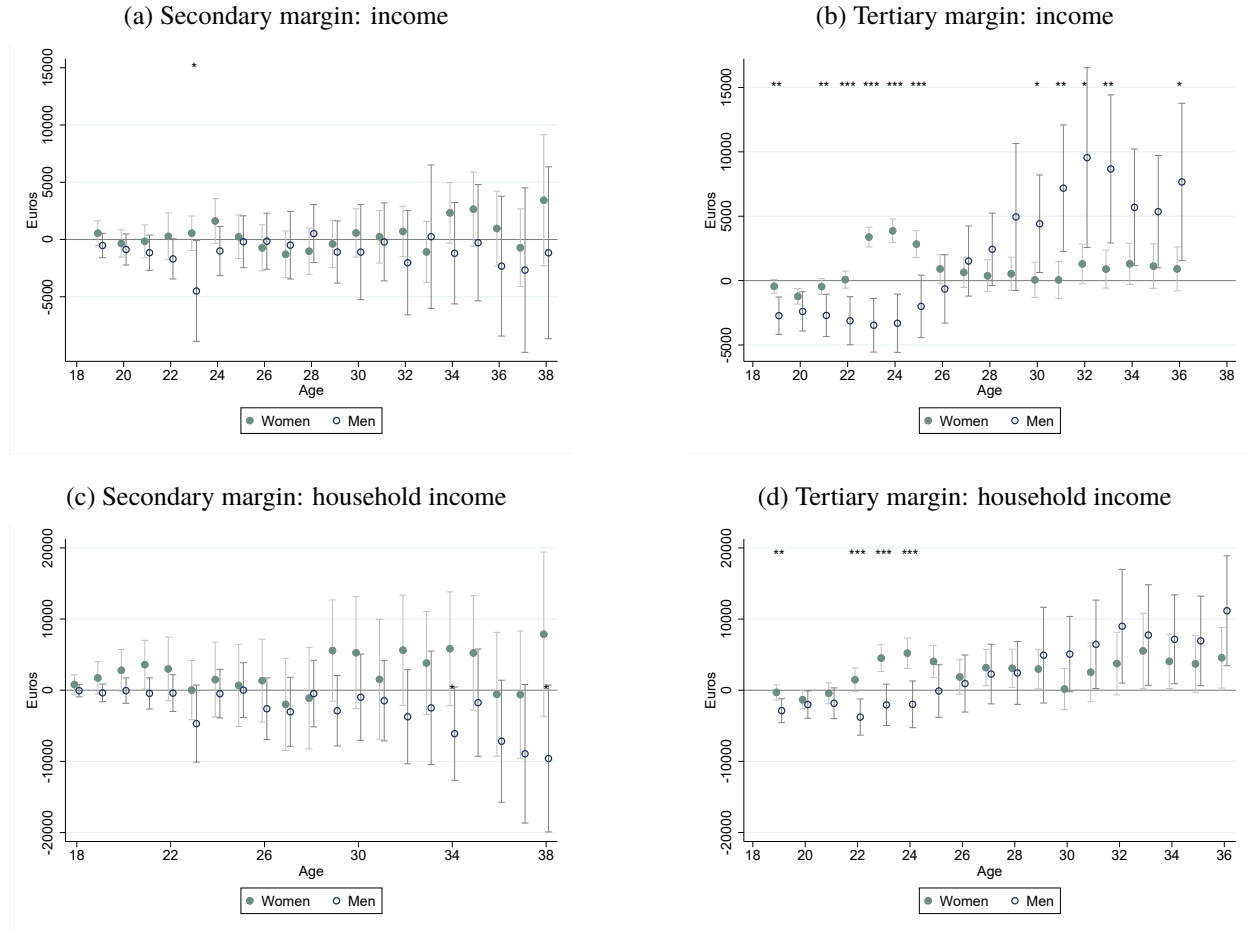 (a) Secondary margin: income
*
15000
10000
5000
0
-5000
Euros
18 20 22 24 26 28 30 32 34 36 38
Age
Women Men
(b) Tertiary margin: income
** ** *** *** *** *** * ** * ** *
15000
10000
5000
0
-5000
Euros
18 20 22 24 26 28 30 32 34 36 38
Age
Women Men
(c) Secondary margin: household income
20000
10000
0
-10000
-20000
* *
Euros
18 22 26 30 34 38
Age
Women Men
(d) Tertiary margin: household income
** *** *** ***
20000
10000
0
-10000
-20000
Euros
18 20 22 24 26 28 30 32 34 36
Age
Women Men